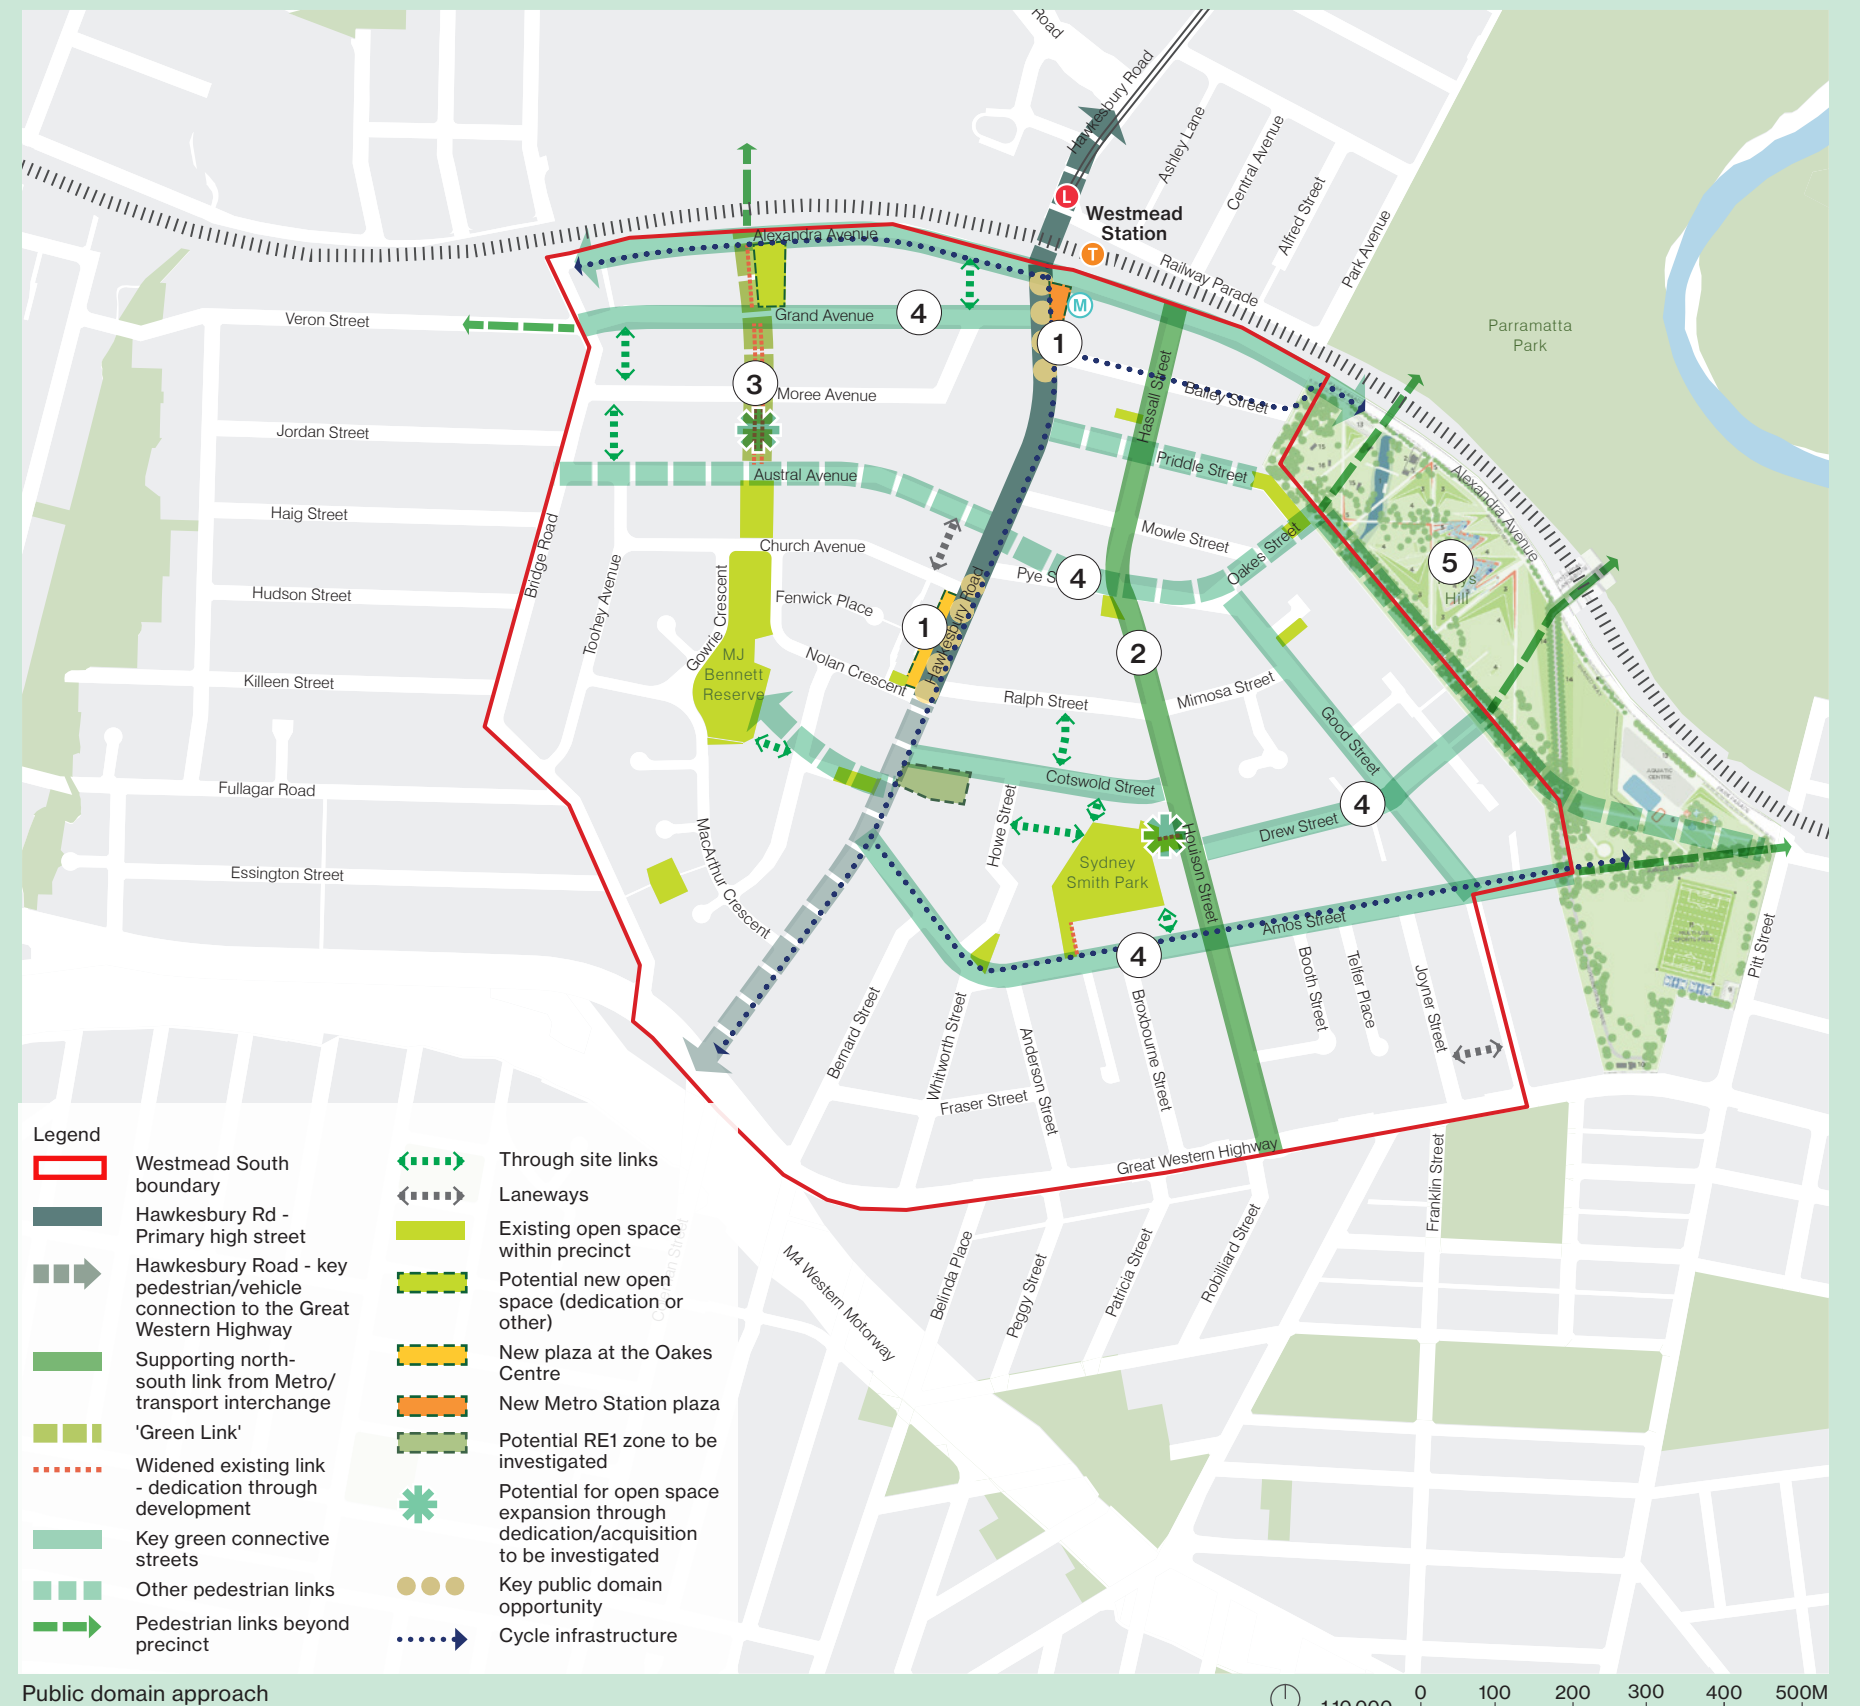 Road
Hawkesbury Road
Ashley Lane
Central Avenue
Alfred Street
Park Avenue
L
Westmead
Station
T
Railway Parade
M
Alexandra Avenue
Veron Street
Grand Avenue
4
1
3
Moree Avenue
Parramatta
Park
Hassall Street
Bailey Street
Jordan Street
Austral Avenue
Priddle Street
Alexandra Avenue
Haig Street
Bridge Road
Church Avenue
Mowle Street
Oakes Street
Toohey Avenue
Gowrie Crescent
Pye S
4
5
Hill
Hudson Street
Fenwick Place
1
Hawkesbury Road
2
MJ
Bennett
Reserve
Nolan Crescent
Killeen Street
Ralph Street
Mimosa Street
Good Street
Fullagar Road
Cotswold Street
4
Howe Street
Drew Street
AQUATIC
CENTRE
MacArthur Crescent
Sydney
Smith Park
Houison Street
Essington Street
Amos Street
4
Pitt Street
Bernard Street
Whitworth Street
Anderson Street
Broxbourne Street
Booth Street
Telfer Place
Joyner Street
Fraser Street
Great Western Highway
Franklin Street
M4 Western Motorway
Belinda Place
Peggy Street
Patricia Street
Robilliard Street
Legend
Westmead South
boundary
Hawkesbury Rd -
Primary high street
Hawkesbury Road - key
pedestrian/vehicle
connection to the Great
Western Highway
Supporting north-
south link from Metro/
transport interchange
'Green Link'
Widened existing link
- dedication through
development
Key green connective
streets
Other pedestrian links
Pedestrian links beyond
precinct
Through site links
Laneways
Existing open space
within precinct
Potential new open
space (dedication or
other)
New plaza at the Oakes
Centre
New Metro Station plaza
Potential RE1 zone to be
investigated
Potential for open space
expansion through
dedication/acquisition
to be investigated
Key public domain
opportunity
Cycle infrastructure
Public domain approach
0 100 200 300 400 500M